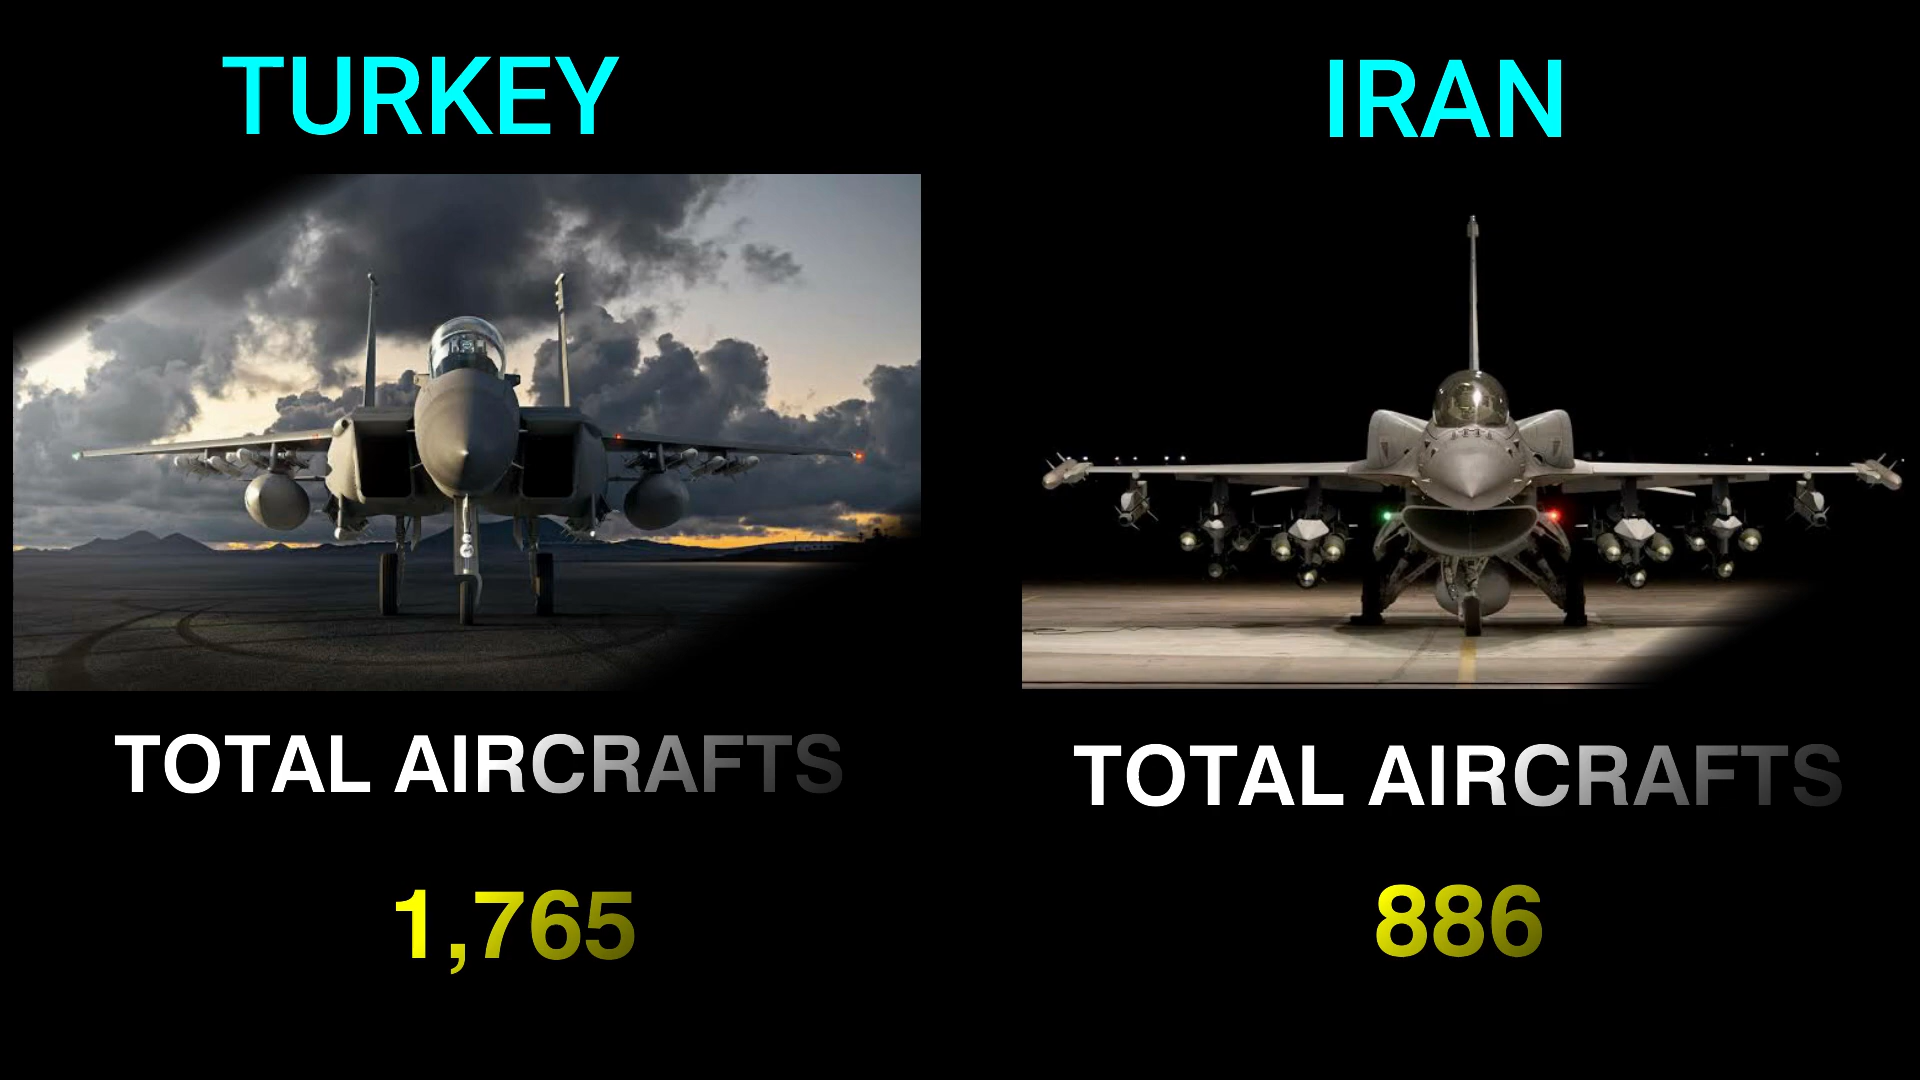 TURKEY
IRAN
TOTAL AIRCRAFTS
TOTAL AIRCRAFTS
1,765
886